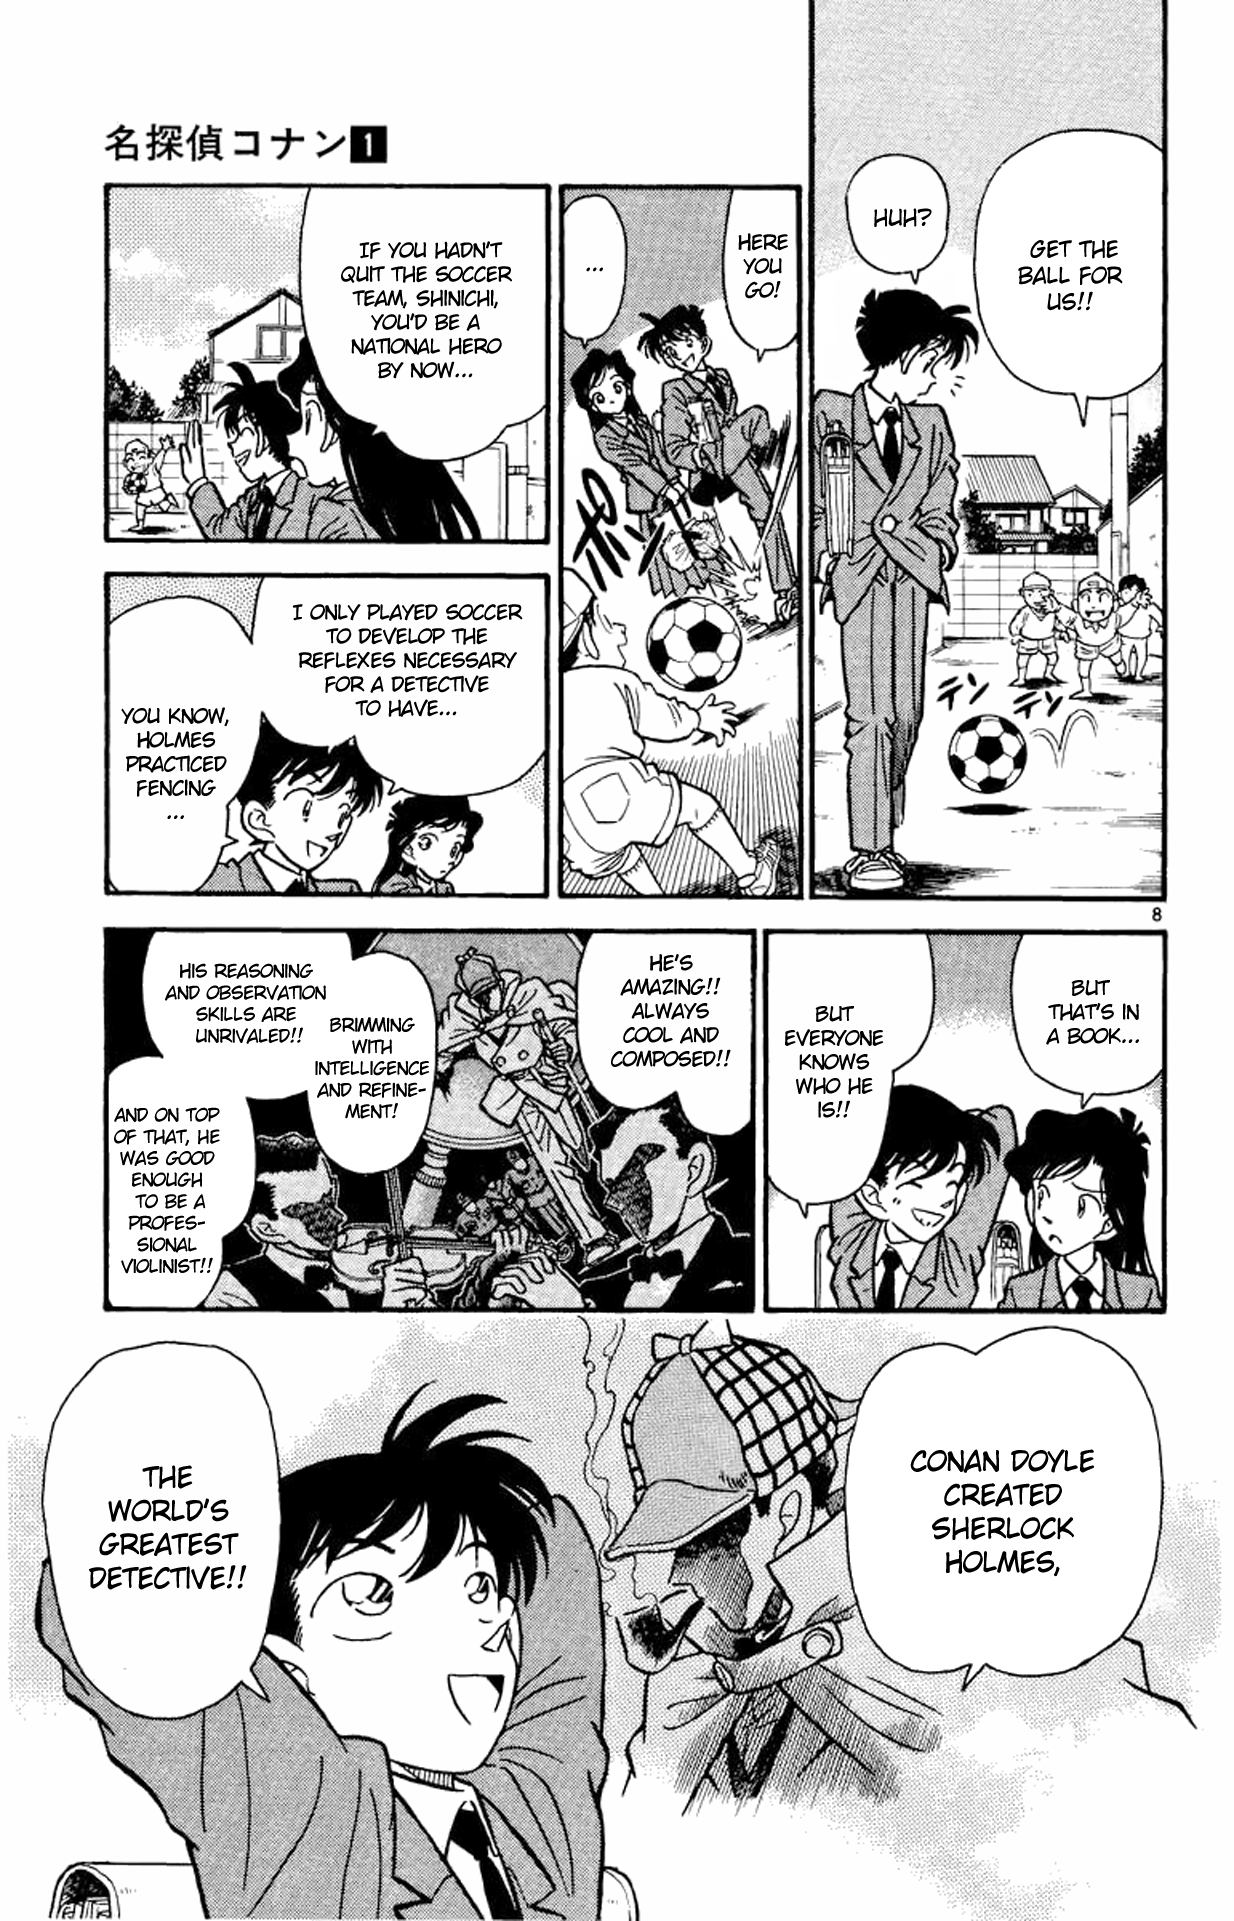 名探偵コナン1
GET THE
BALL FOR
US!!
HUH?
テン
テン
HERE
YOU
GO!
...
ポン
IF YOU HADN'T
QUIT THE SOCCER
TEAM, SHINICHI,
YOU'D BE A
NATIONAL HERO
BY NOW...
I ONLY PLAYED SOCCER
TO DEVELOP THE
REFLEXES NECESSARY
FOR A DETECTIVE
TO HAVE...
YOU KNOW,
HOLMES
PRACTICED
FENCING
...
8
BUT
THAT'S IN
A BOOK...
BUT
EVERYONE
KNOWS
WHO HE
IS!!
HE'S
AMAZING!!
ALWAYS
COOL AND
COMPOSED!!
BRIMMING
WITH
INTELLIGENCE
AND REFINE-
MENT!
HIS REASONING
AND OBSERVATION
SKILLS ARE
UNRIVALED!!
AND ON TOP
OF THAT, HE
WAS GOOD
ENOUGH
TO BE A
PROFES-
SIONAL
VIOLINIST!!
CONAN DOYLE
CREATED
SHERLOCK
HOLMES,
THE
WORLD'S
GREATEST
DETECTIVE!!